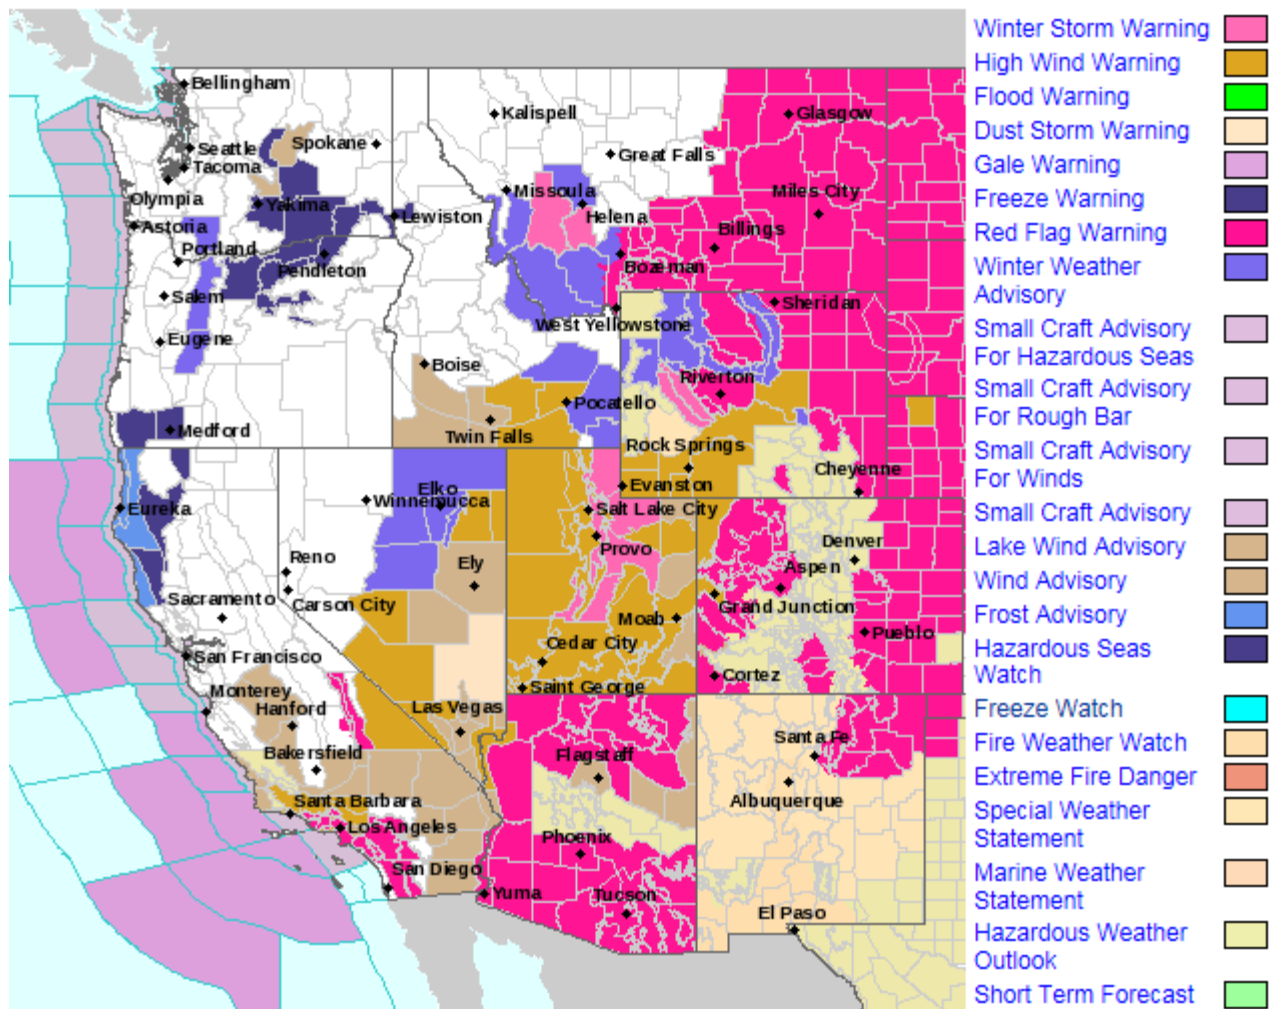 Bellingham
Seattle
Spokane
Tacoma
Olympia
Yakima
Astoria
Portland
Pendleton
Lewiston
Salem
Eugene
Medford
Kalispell
Great Falls
Missoula
Helena
Bozeman
Billings
Miles City
Glasgow
West Yellowstone
Sheridan
Boise
Pocatello
Twin Falls
Riverton
Rock Springs
Evanston
Cheyenne
Eureka
Elko
Winnemucca
Reno
Carson City
Ely
Salt Lake City
Provo
Moab
Cedar City
Saint George
Denver
Aspen
Grand Junction
Pueblo
Cortez
Sacramento
San Francisco
Monterey
Hanford
Las Vegas
Bakersfield
Santa Barbara
Los Angeles
San Diego
Flagstaff
Phoenix
Yuma
Tucson
Santa Fe
Albuquerque
El Paso
Winter Storm Warning
High Wind Warning
Flood Warning
Dust Storm Warning
Gale Warning
Freeze Warning
Red Flag Warning
Winter Weather
Advisory
Small Craft Advisory
For Hazardous Seas
Small Craft Advisory
For Rough Bar
Small Craft Advisory
For Winds
Small Craft Advisory
Lake Wind Advisory
Wind Advisory
Frost Advisory
Hazardous Seas
Watch
Freeze Watch
Fire Weather Watch
Extreme Fire Danger
Special Weather
Statement
Marine Weather
Statement
Hazardous Weather
Outlook
Short Term Forecast